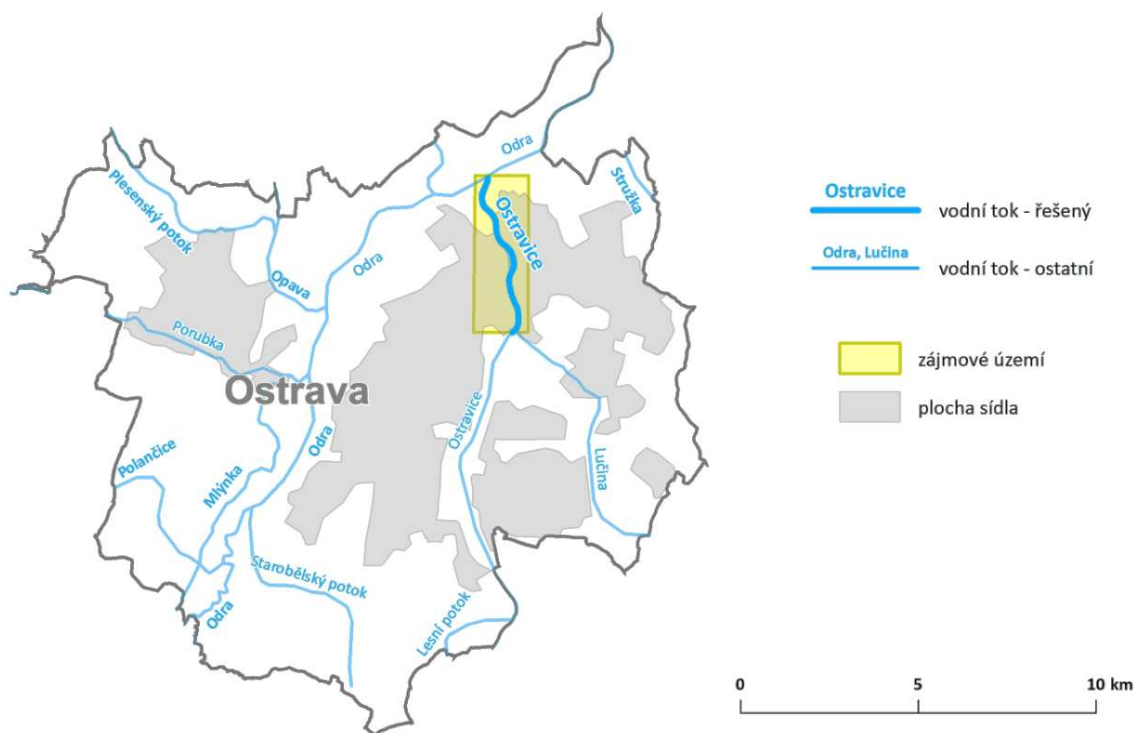 Odra
Plesenský potok
Stružka
Ostravice
Odra
Opava
Porubka
Ostrava
Ostravice
Odra
Polančice
Mlýnka
Lučina
Starobělský potok
Odra
Lesní potok
Ostravice
vodní tok - řešený
Odra, Lučina
vodní tok - ostatní
zájmové území
plocha sídla
0 5 10 km